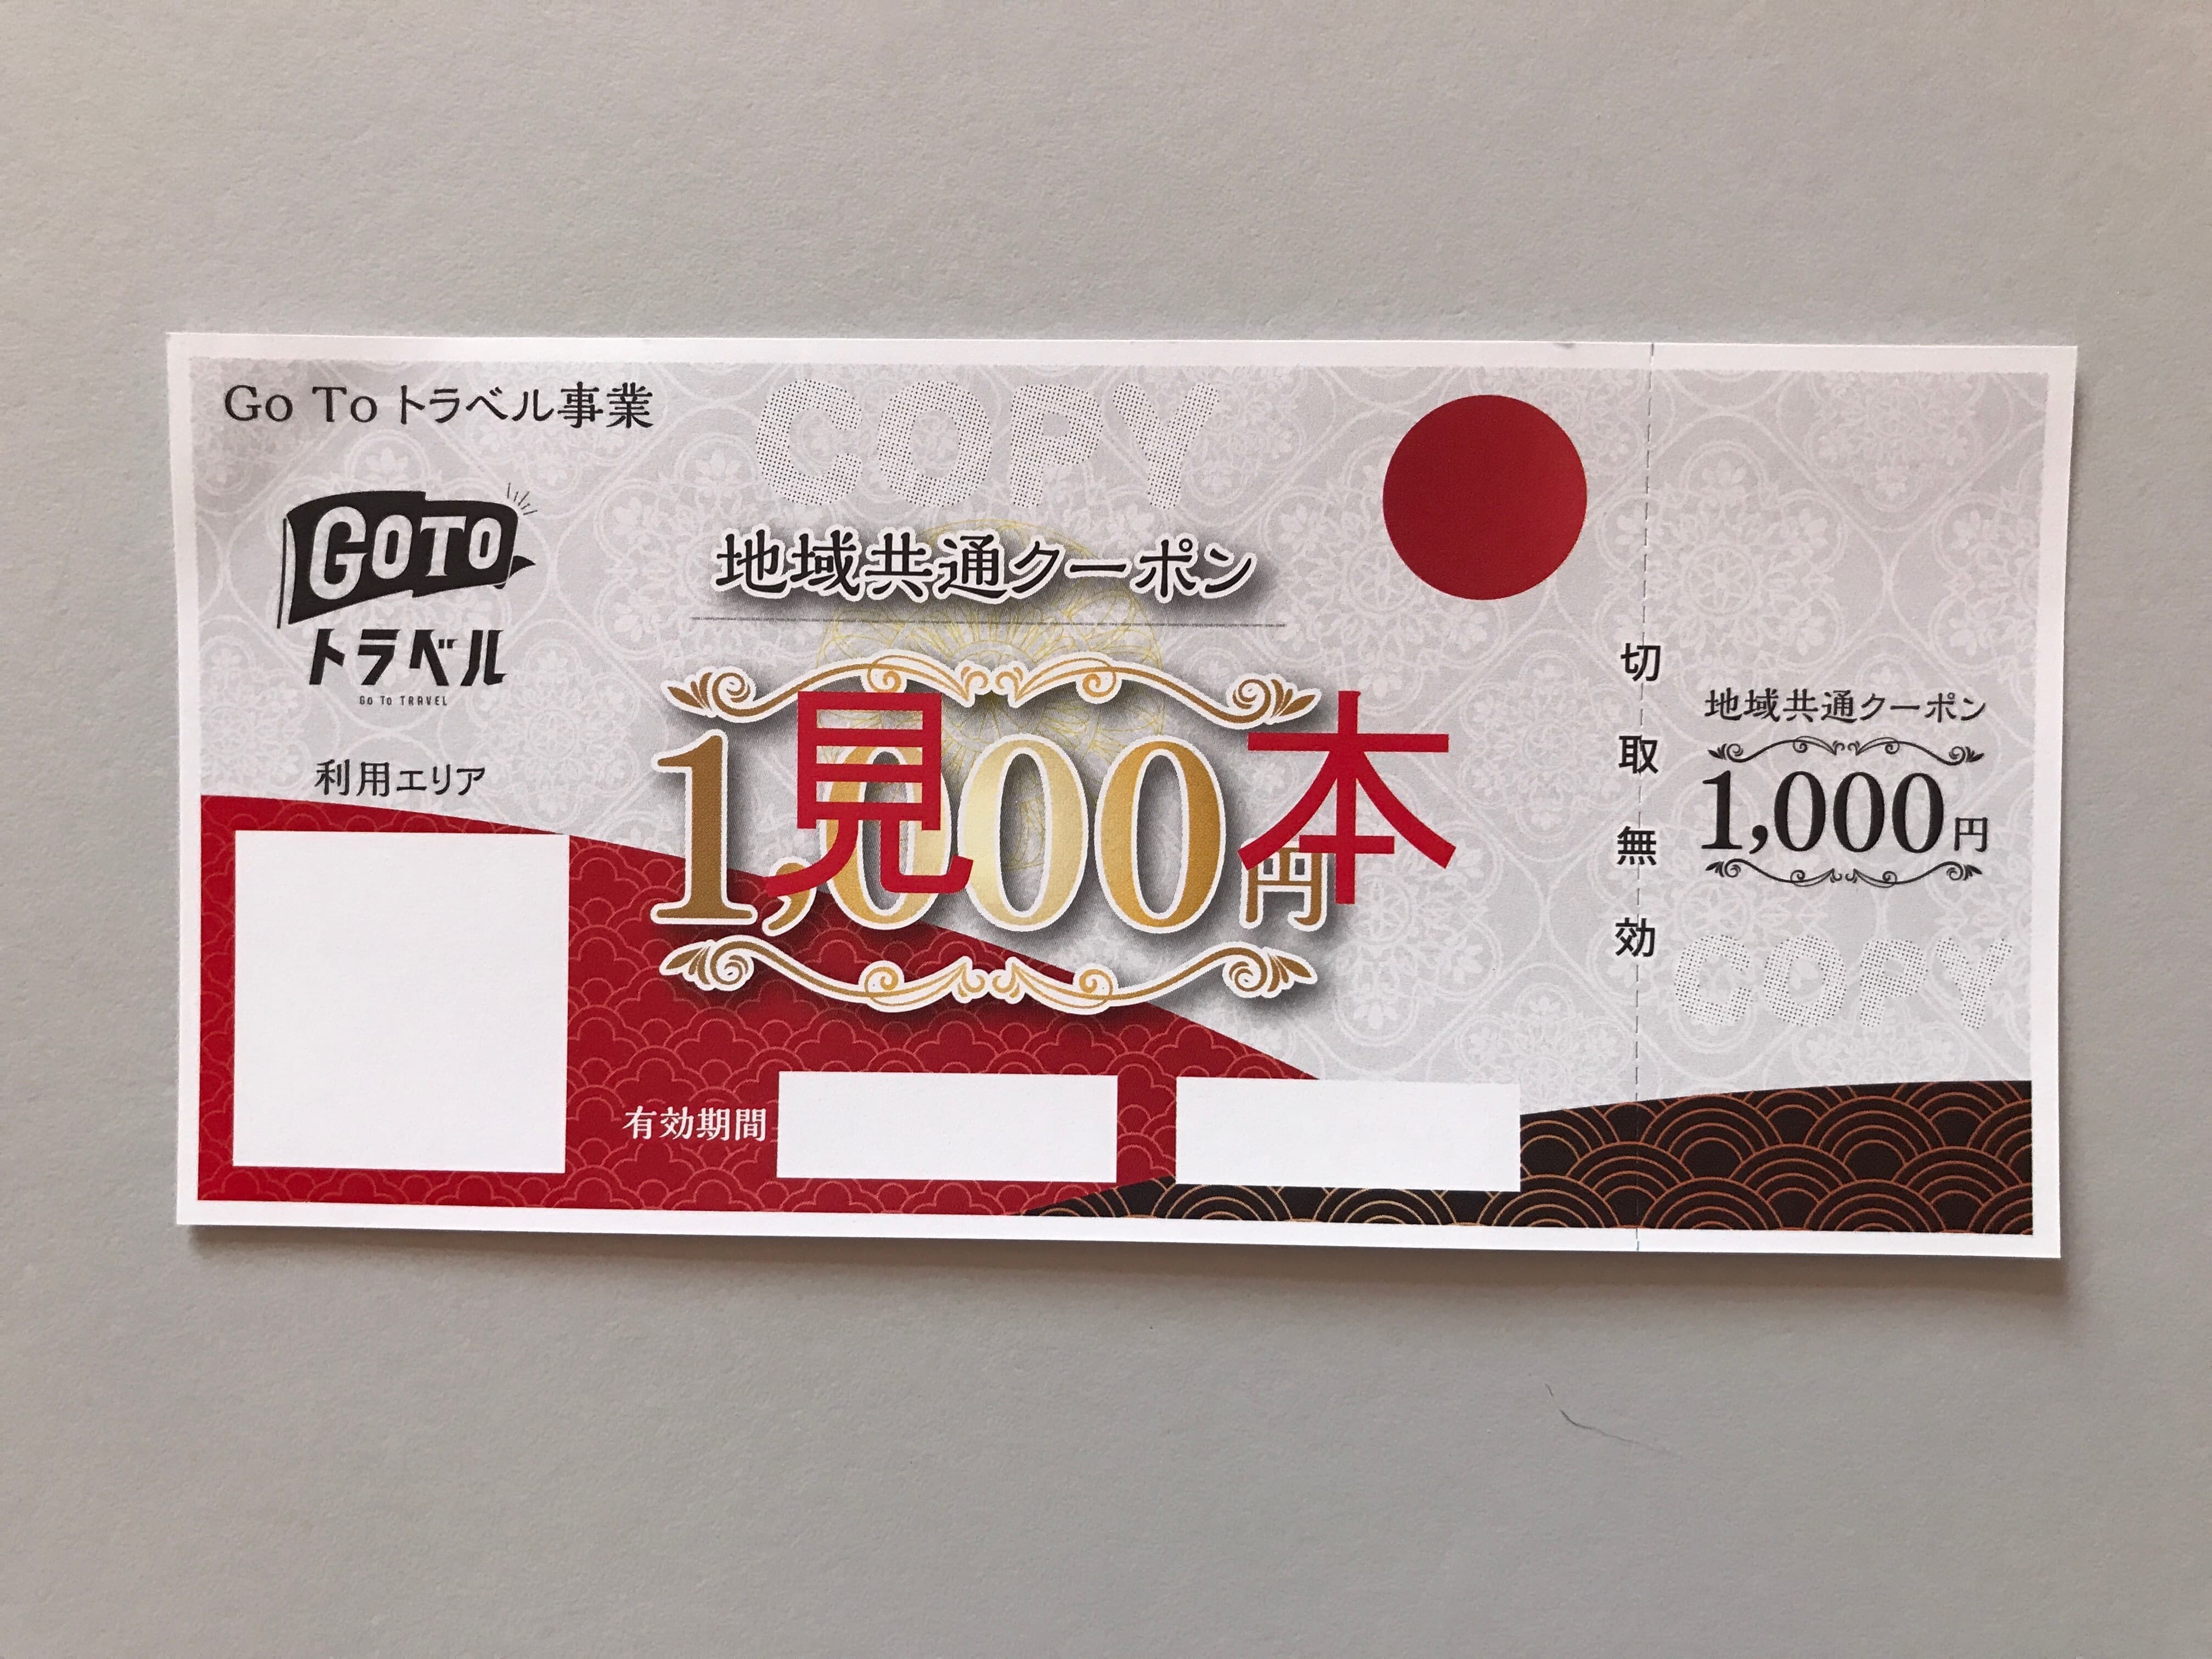 Go To トラベル事業
COPY
GOTO
トラベル
Go To TRAVEL
地域共通クーポン
1,000円
見本
利用エリア
有効期間
切取無効
地域共通クーポン
1,000円
COPY